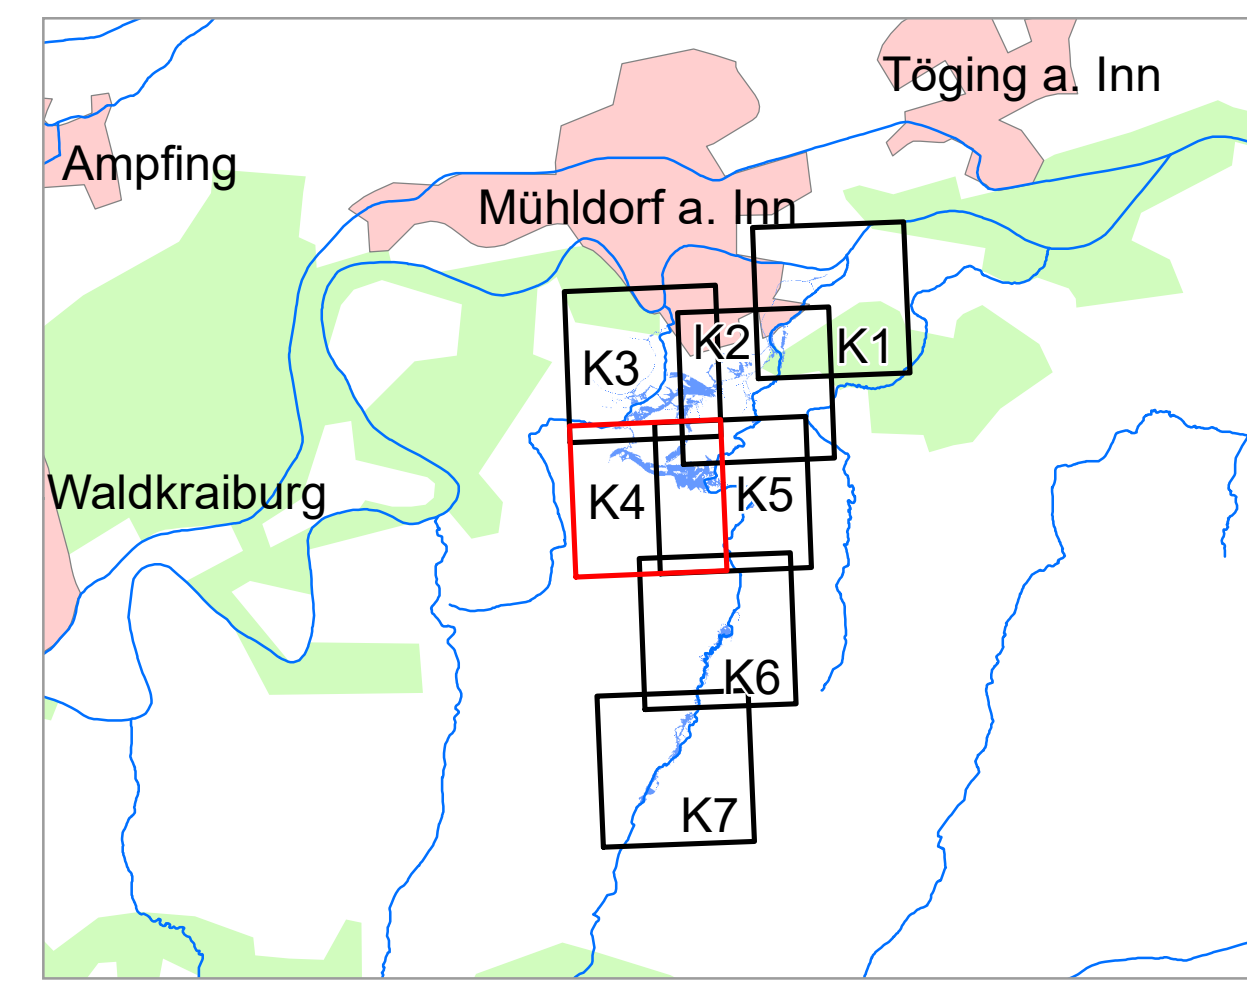 Töging a. Inn
Ampfing
Mühldorf a. Inn
K2
K1
K3
Waldkraiburg
K4
K5
K6
K7